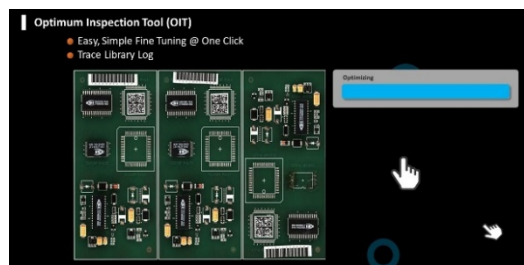 Optimum Inspection Tool (OIT)
Easy, Simple Fine Tuning @ One Click
Trace Library Log
Optimizing